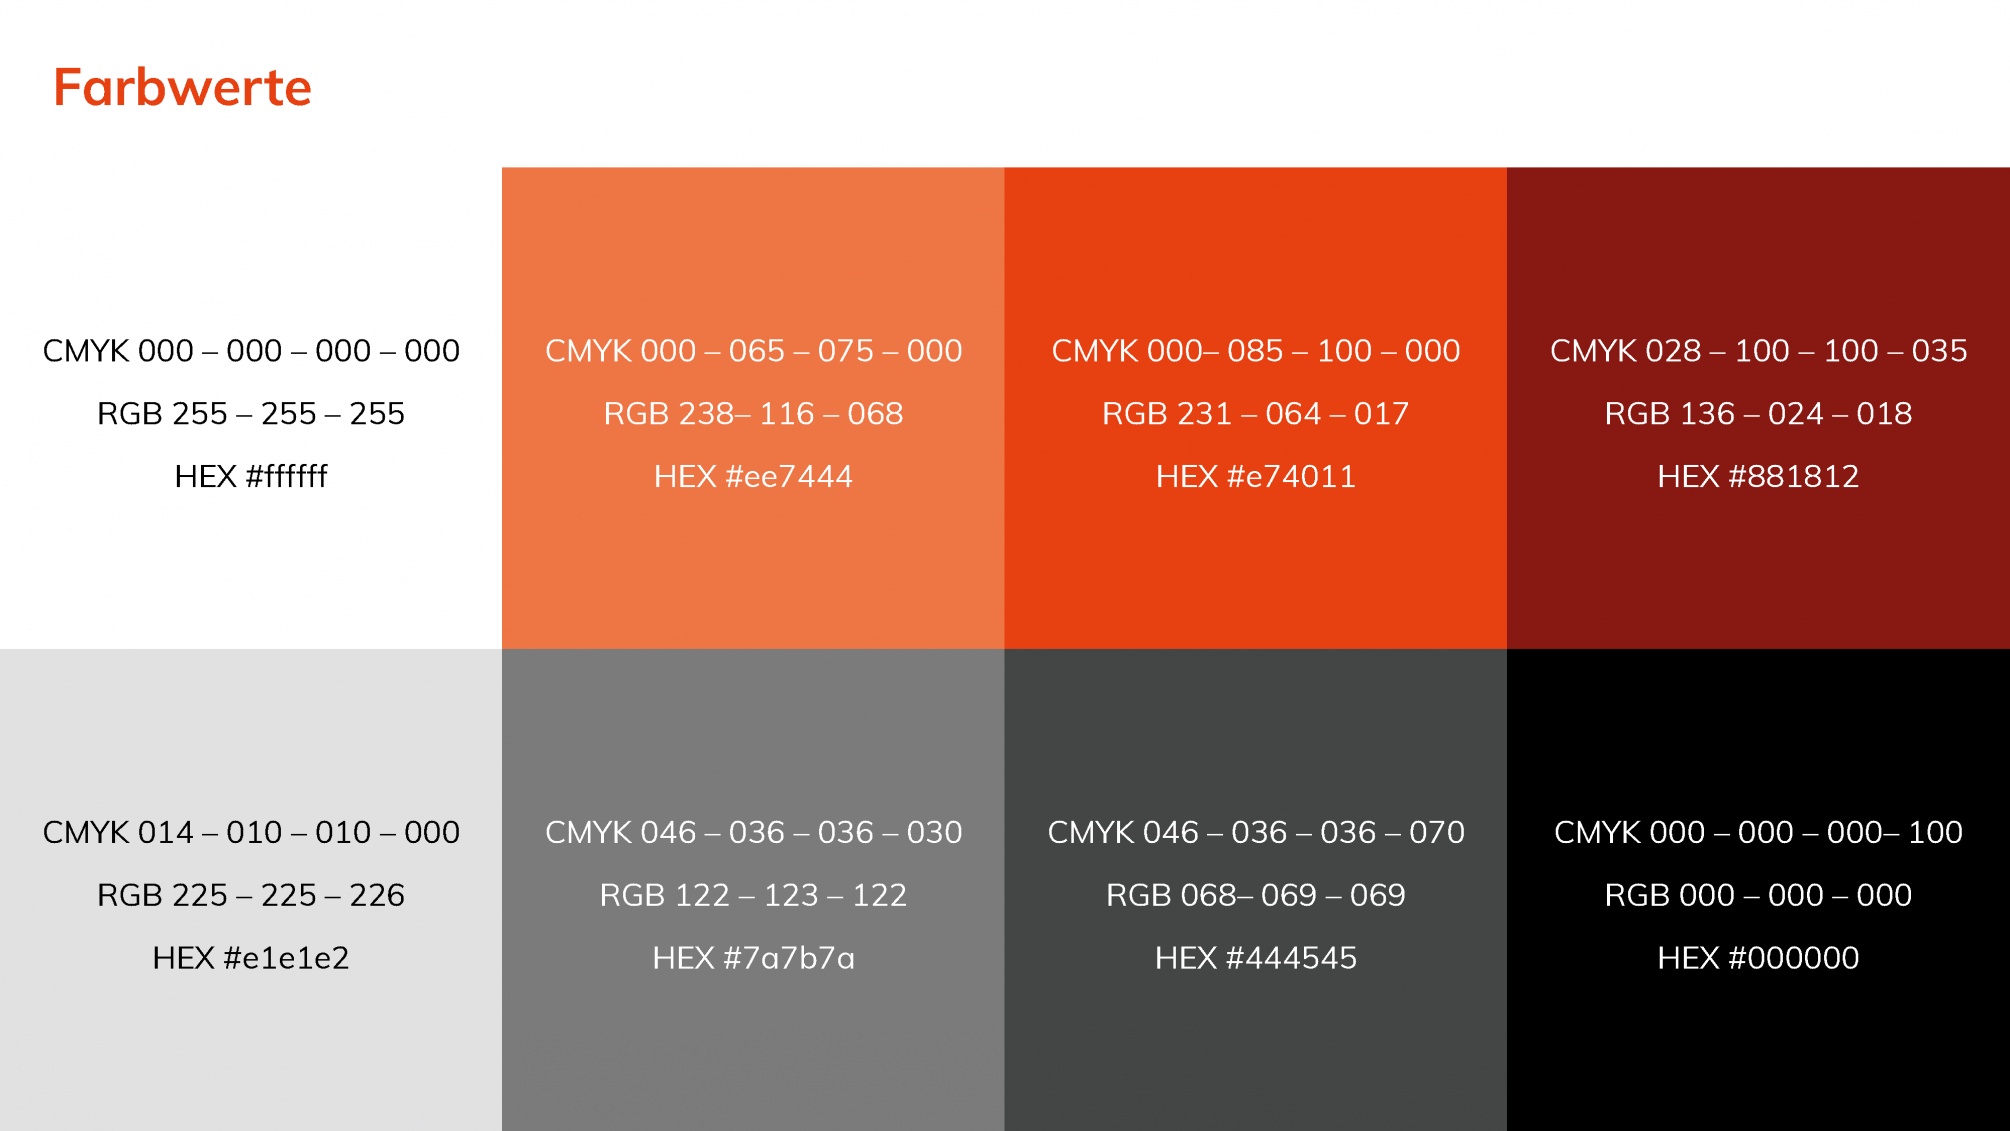 Farbwerte
CMYK 000 – 000 – 000 – 000
RGB 255 – 255 – 255
HEX #ffffff
CMYK 000 – 065 – 075 – 000
RGB 238– 116 – 068
HEX #ee7444
CMYK 000– 085 – 100 – 000
RGB 231 – 064 – 017
HEX #e74011
CMYK 028 – 100 – 100 – 035
RGB 136 – 024 – 018
HEX #881812
CMYK 014 – 010 – 010 – 000
RGB 225 – 225 – 226
HEX #e1e1e2
CMYK 046 – 036 – 036 – 030
RGB 122 – 123 – 122
HEX #7a7b7a
CMYK 046 – 036 – 036 – 070
RGB 068– 069 – 069
HEX #444545
CMYK 000 – 000 – 000– 100
RGB 000 – 000 – 000
HEX #000000